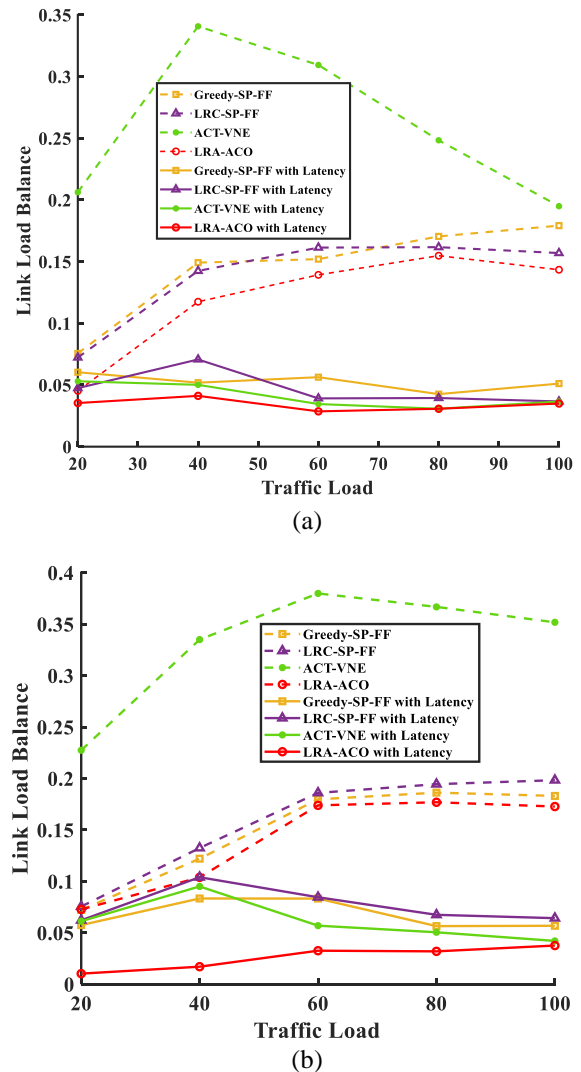 0.35
0.3
0.25
0.2
0.15
0.1
0.05
0
Link Load Balance
Greedy-SP-FF
LRC-SP-FF
ACT-VNE
LRA-ACO
Greedy-SP-FF with Latency
LRC-SP-FF with Latency
ACT-VNE with Latency
LRA-ACO with Latency
20 30 40 50 60 70 80 90 100
Traffic Load
(a)
0.4
0.35
0.3
0.25
0.2
0.15
0.1
0.05
0
Link Load Balance
Greedy-SP-FF
LRC-SP-FF
ACT-VNE
LRA-ACO
Greedy-SP-FF with Latency
LRC-SP-FF with Latency
ACT-VNE with Latency
LRA-ACO with Latency
20 40 60 80 100
Traffic Load
(b)